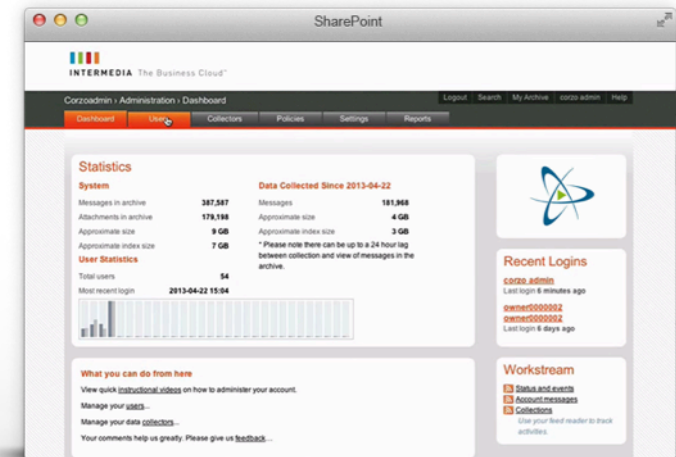 SharePoint
INTERMEDIA The Business Cloud™
Corzoadmin › Administration › Dashboard
Logout Search My Archive corzo admin Help
Dashboard Users Collectors Policies Settings Reports
Statistics
System
Messages in archive 387,587
Attachments in archive 179,198
Approximate size 9 GB
Approximate index size 7 GB
User Statistics
Total users 54
Most recent login 2013-04-22 15:04
Data Collected Since 2013-04-22
Messages 181,968
Approximate size 4 GB
Approximate index size 3 GB
* Please note there can be up to a 24 hour lag
between collection and view of messages in the
archive.
Recent Logins
corzo admin
Last login 6 minutes ago
owner0000002
owner0000002
Last login 6 days ago
What you can do from here
View quick instructional videos on how to administer your account.
Manage your users...
Manage your data collectors...
Your comments help us greatly. Please give us feedback...
Workstream
Status and events
Account messages
Collections
Use your feed reader to track
activities.